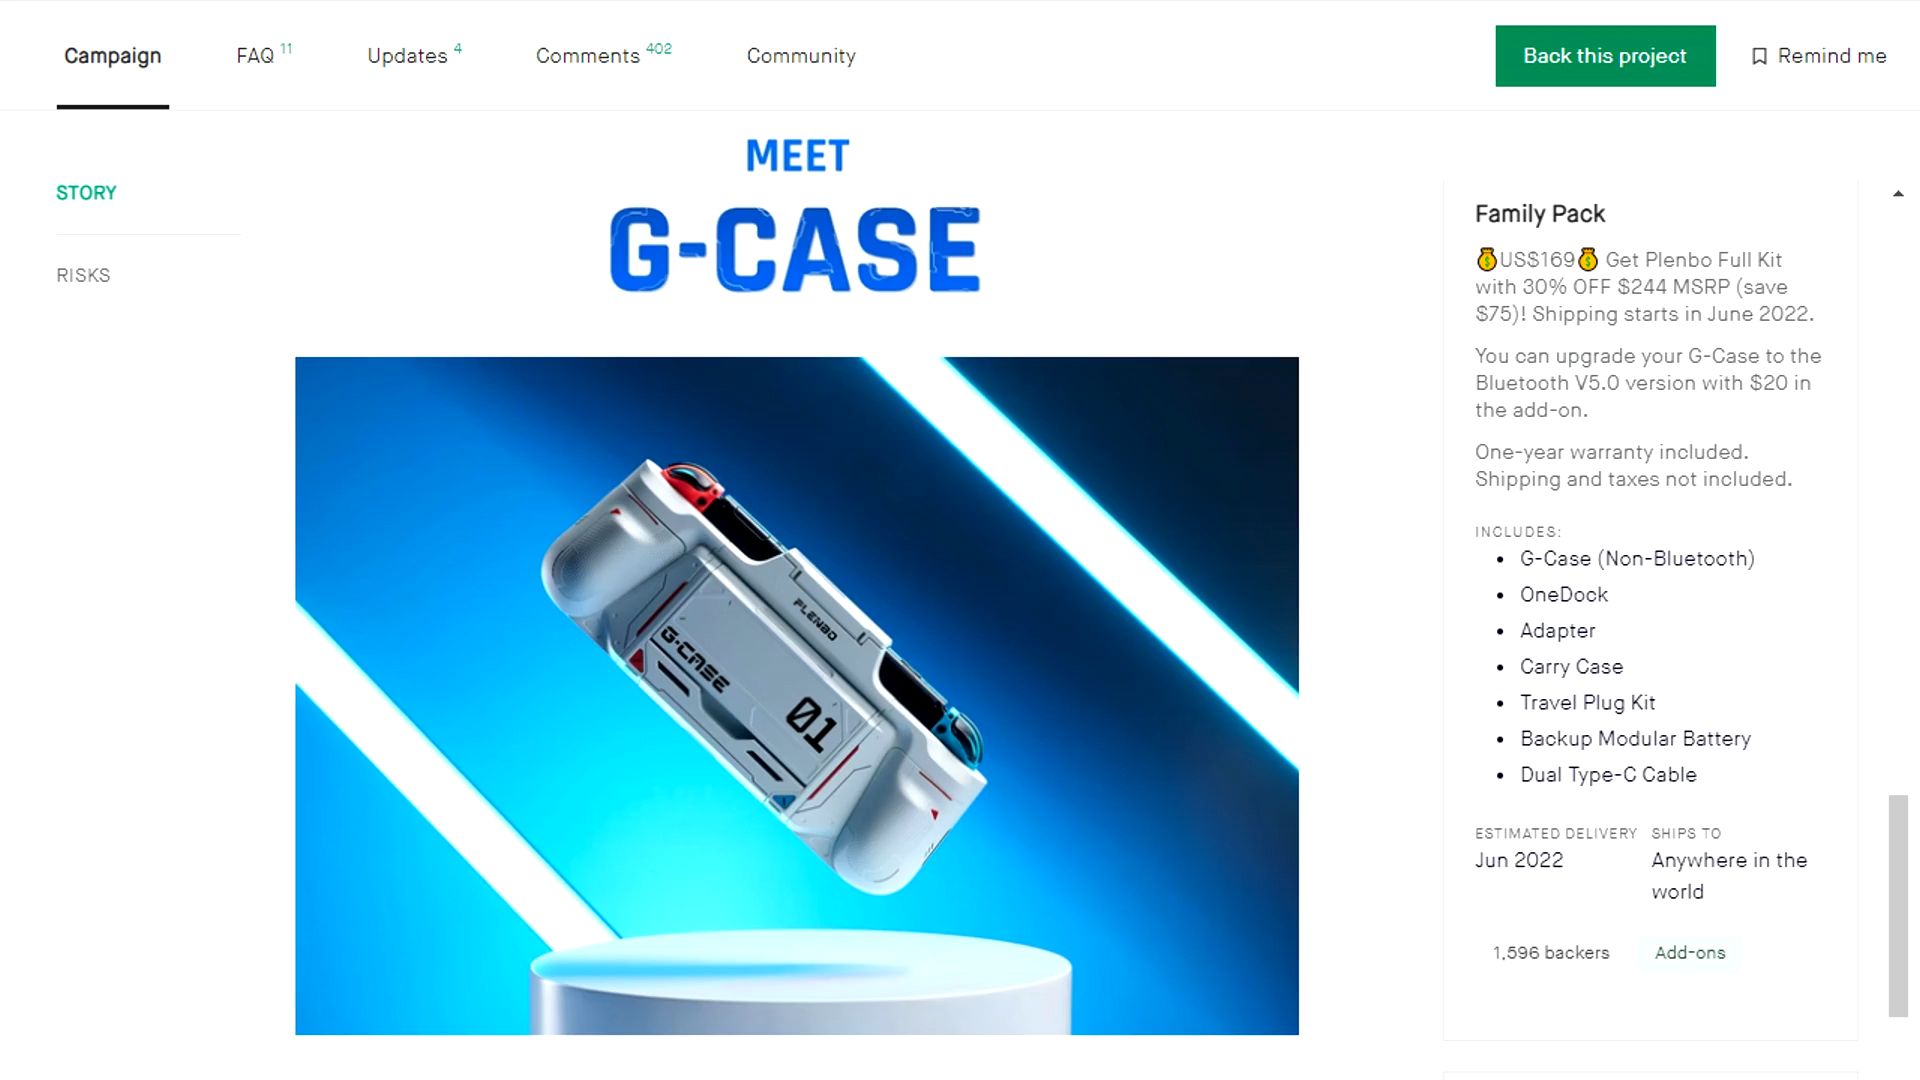 Campaign
FAQ 11
Updates 4
Comments 402
Community
Back this project
Remind me
STORY
RISKS
MEET
G-CASE
PLENBO
G-CASE
01
Family Pack
💰US$169💰 Get Plenbo Full Kit
with 30% OFF $244 MSRP (save
$75)! Shipping starts in June 2022.
You can upgrade your G-Case to the
Bluetooth V5.0 version with $20 in
the add-on.
One-year warranty included.
Shipping and taxes not included.
INCLUDES:
• G-Case (Non-Bluetooth)
• OneDock
• Adapter
• Carry Case
• Travel Plug Kit
• Backup Modular Battery
• Dual Type-C Cable
ESTIMATED DELIVERY
Jun 2022
SHIPS TO
Anywhere in the
world
1,596 backers
Add-ons